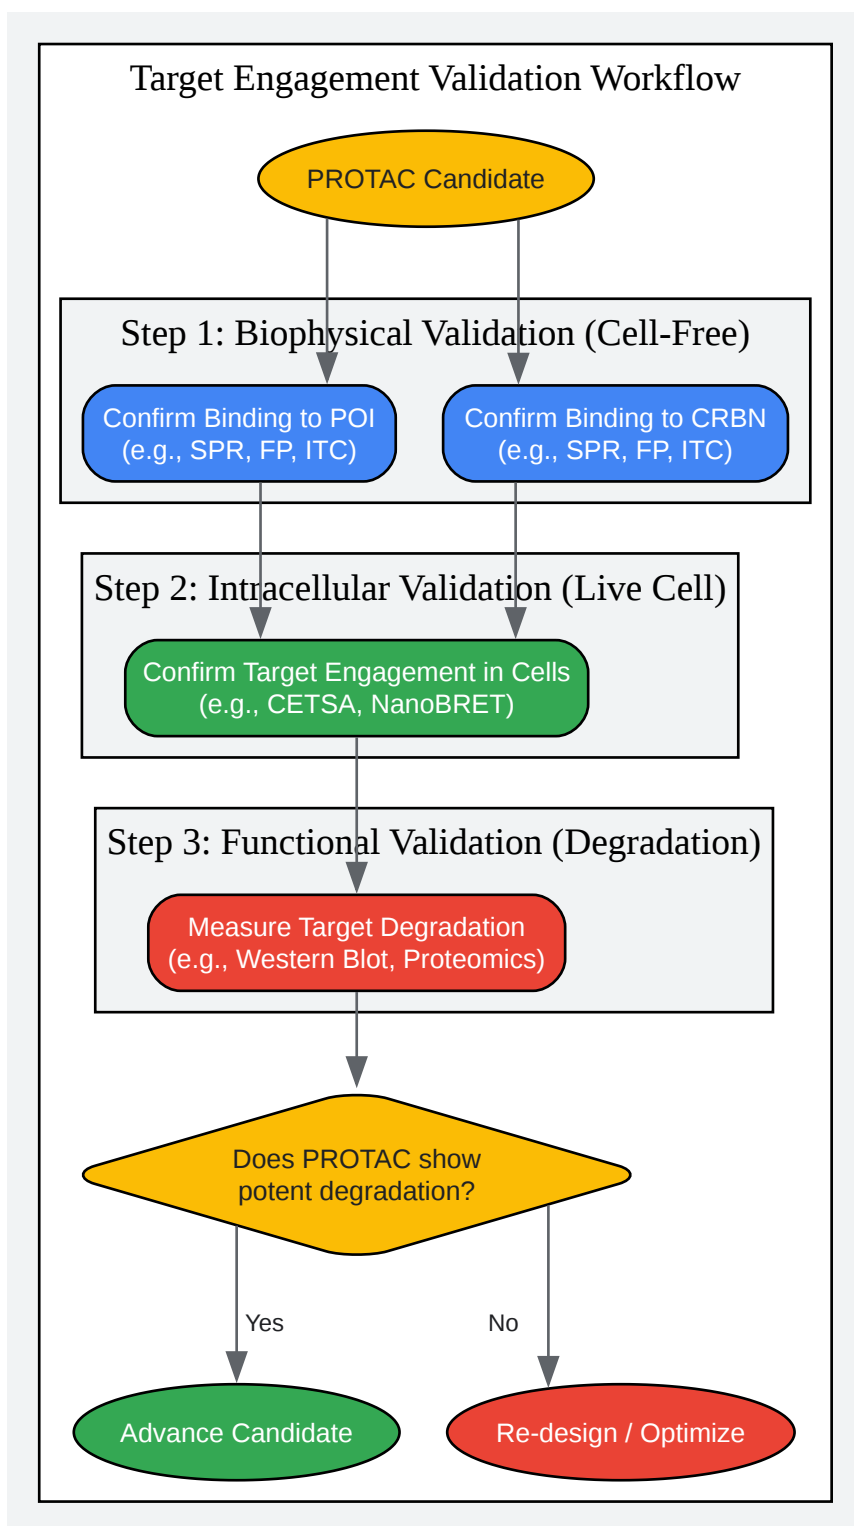 Target Engagement Validation Workflow
PROTAC Candidate
Step 1: Biophysical Validation (Cell-Free)
Confirm Binding to POI
(e.g., SPR, FP, ITC)
Confirm Binding to CRBN
(e.g., SPR, FP, ITC)
Step 2: Intracellular Validation (Live Cell)
Confirm Target Engagement in Cells
(e.g., CETSA, NanoBRET)
Step 3: Functional Validation (Degradation)
Measure Target Degradation
(e.g., Western Blot, Proteomics)
Does PROTAC show
potent degradation?
Yes
No
Advance Candidate
Re-design / Optimize